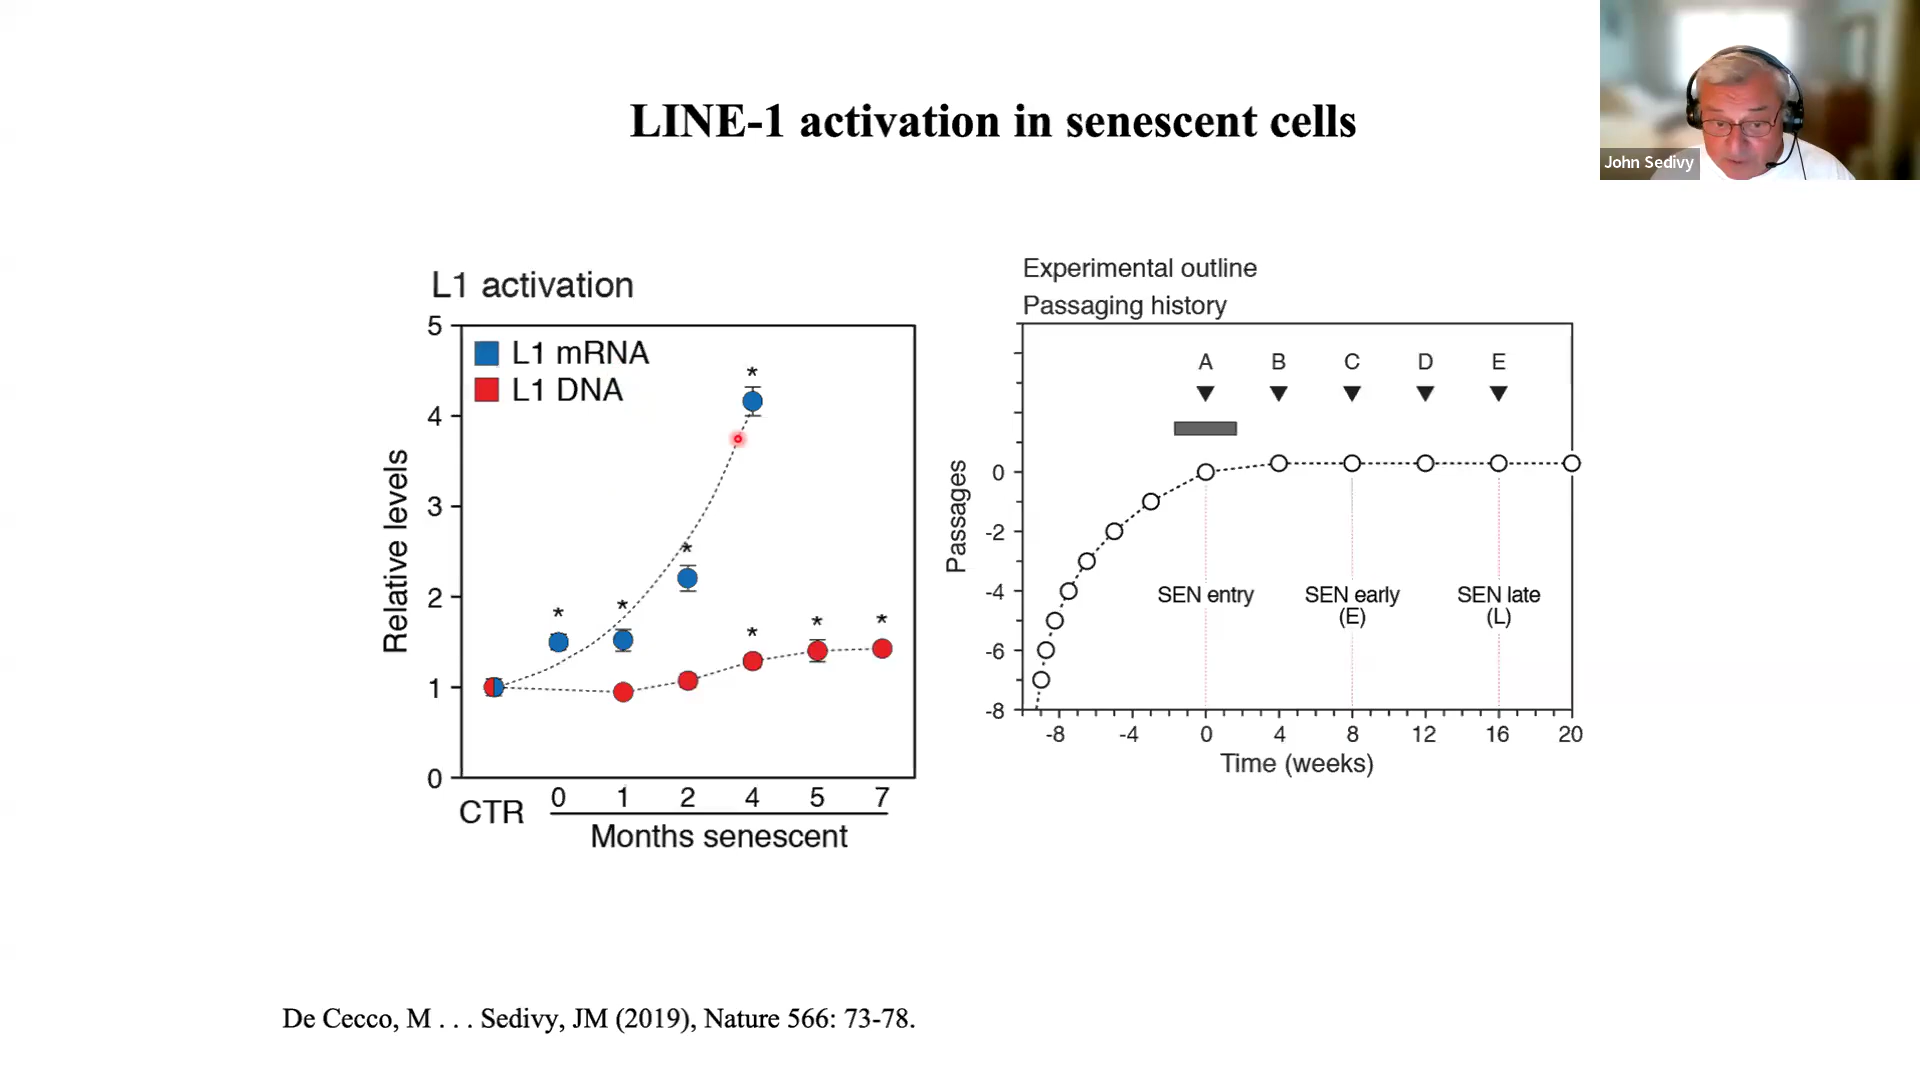 LINE-1 activation in senescent cells
John Sedivy
L1 activation
5
4
3
2
1
0
Relative levels
L1 mRNA
L1 DNA
*
*
*
*
*
*
*
CTR
0 1 2 4 5 7
Months senescent
Experimental outline
Passaging history
A B C D E
Passages
0
-2
-4
-6
-8
SEN entry
SEN early
(E)
SEN late
(L)
-8 -4 0 4 8 12 16 20
Time (weeks)
De Cecco, M . . . Sedivy, JM (2019), Nature 566: 73-78.